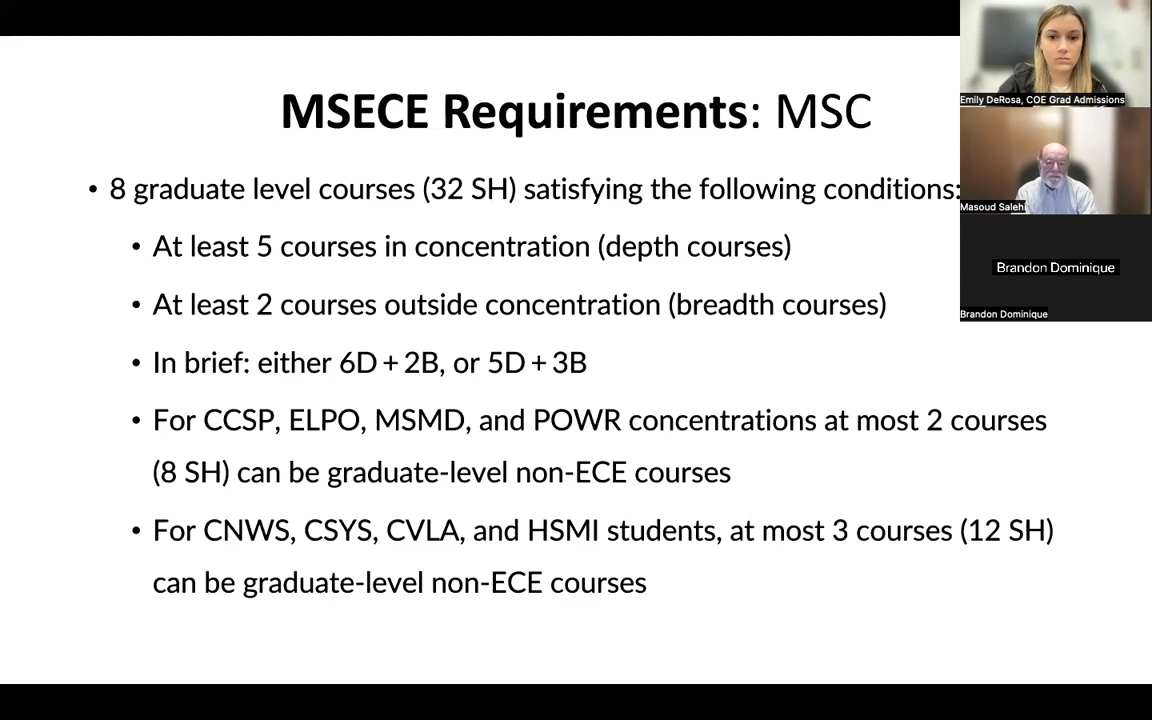 MSECE Requirements: MSC
• 8 graduate level courses (32 SH) satisfying the following conditions:
• At least 5 courses in concentration (depth courses)
• At least 2 courses outside concentration (breadth courses)
• In brief: either 6D + 2B, or 5D + 3B
• For CCSP, ELPO, MSMD, and POWR concentrations at most 2 courses
(8 SH) can be graduate-level non-ECE courses
• For CNWS, CSYS, CVLA, and HSMI students, at most 3 courses (12 SH)
can be graduate-level non-ECE courses
Emily DeRosa, COE Grad Admissions
Masoud Salehi
Brandon Dominique
Brandon Dominique